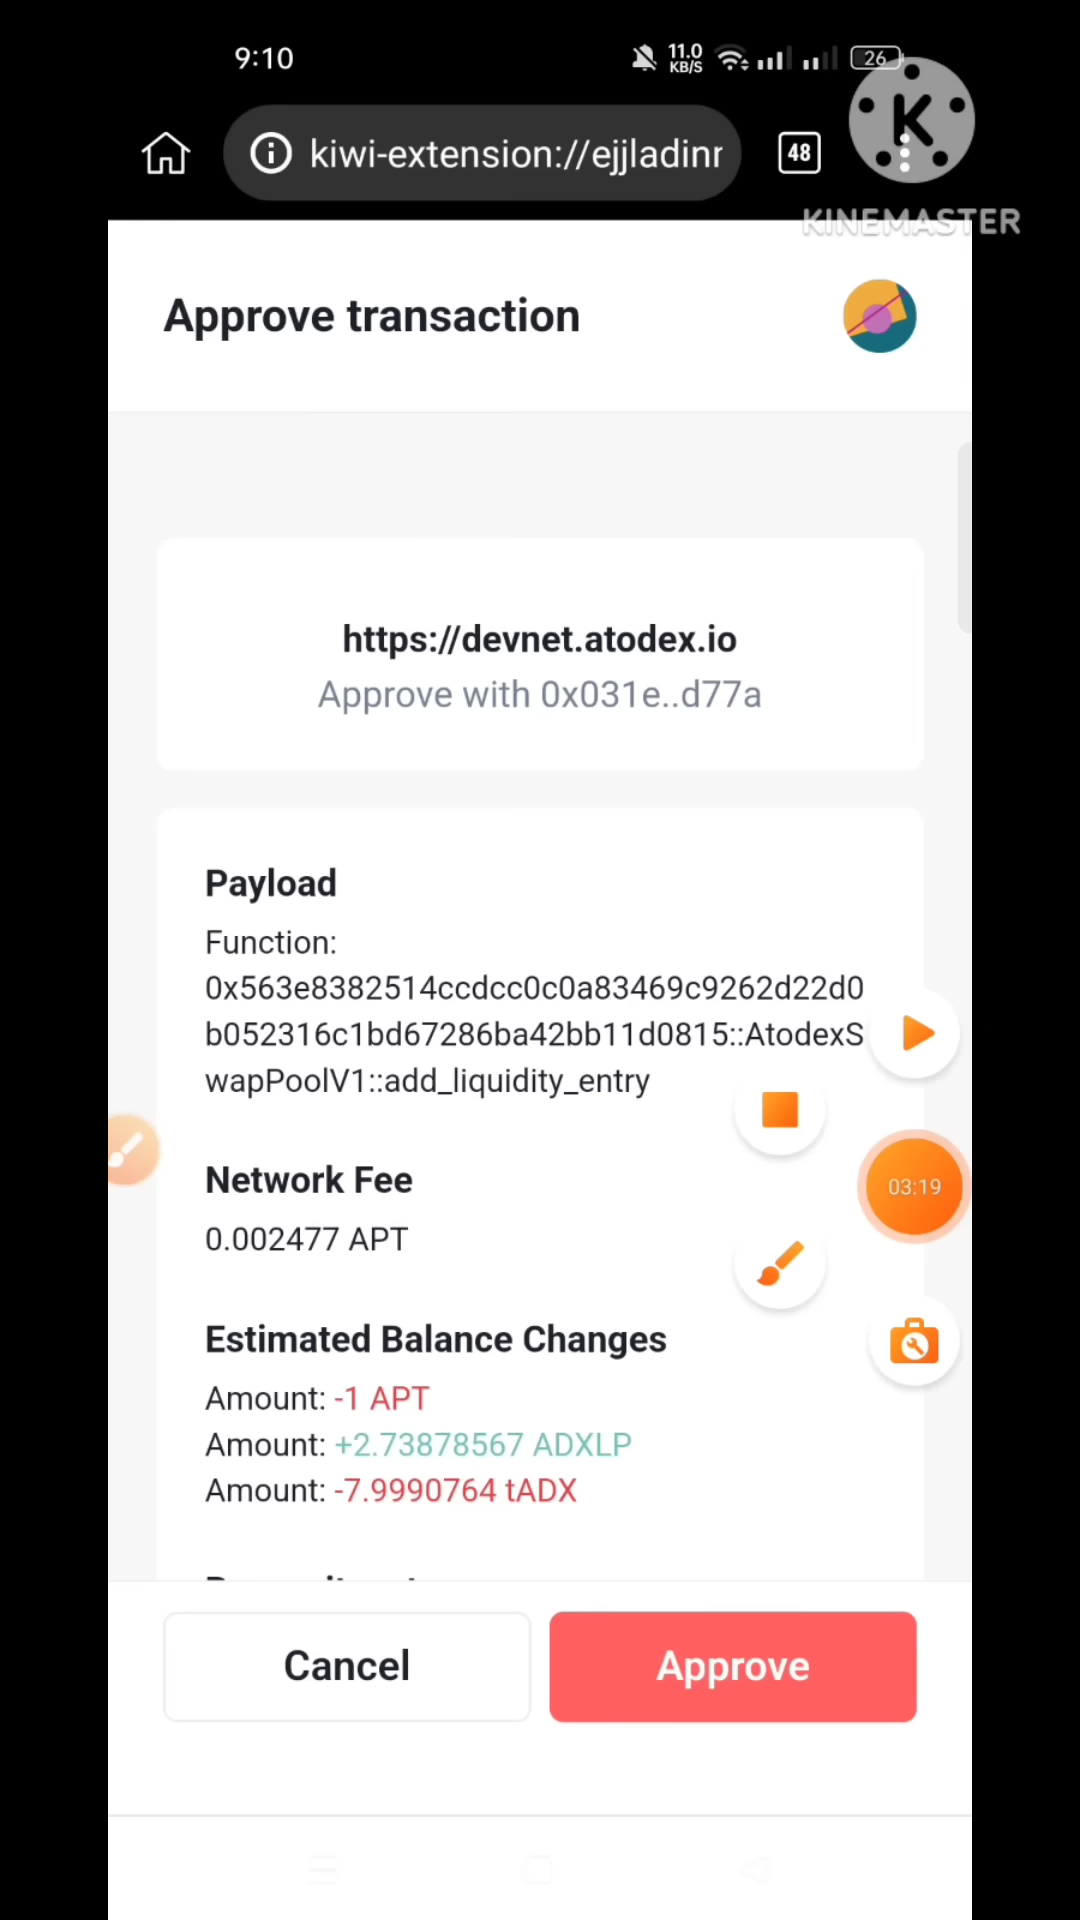 9:10
11.0
KB/S
26
kiwi-extension://ejjladinr
48
K
KINEMASTER
Approve transaction
https://devnet.atodex.io
Approve with 0x031e..d77a
Payload
Function:
0x563e8382514ccdcc0c0a83469c9262d22d0
b052316c1bd67286ba42bb11d0815::AtodexS
wapPoolV1::add_liquidity_entry
Network Fee
0.002477 APT
03:19
Estimated Balance Changes
Amount: -1 APT
Amount: +2.73878567 ADXLP
Amount: -7.9990764 tADX
Cancel
Approve